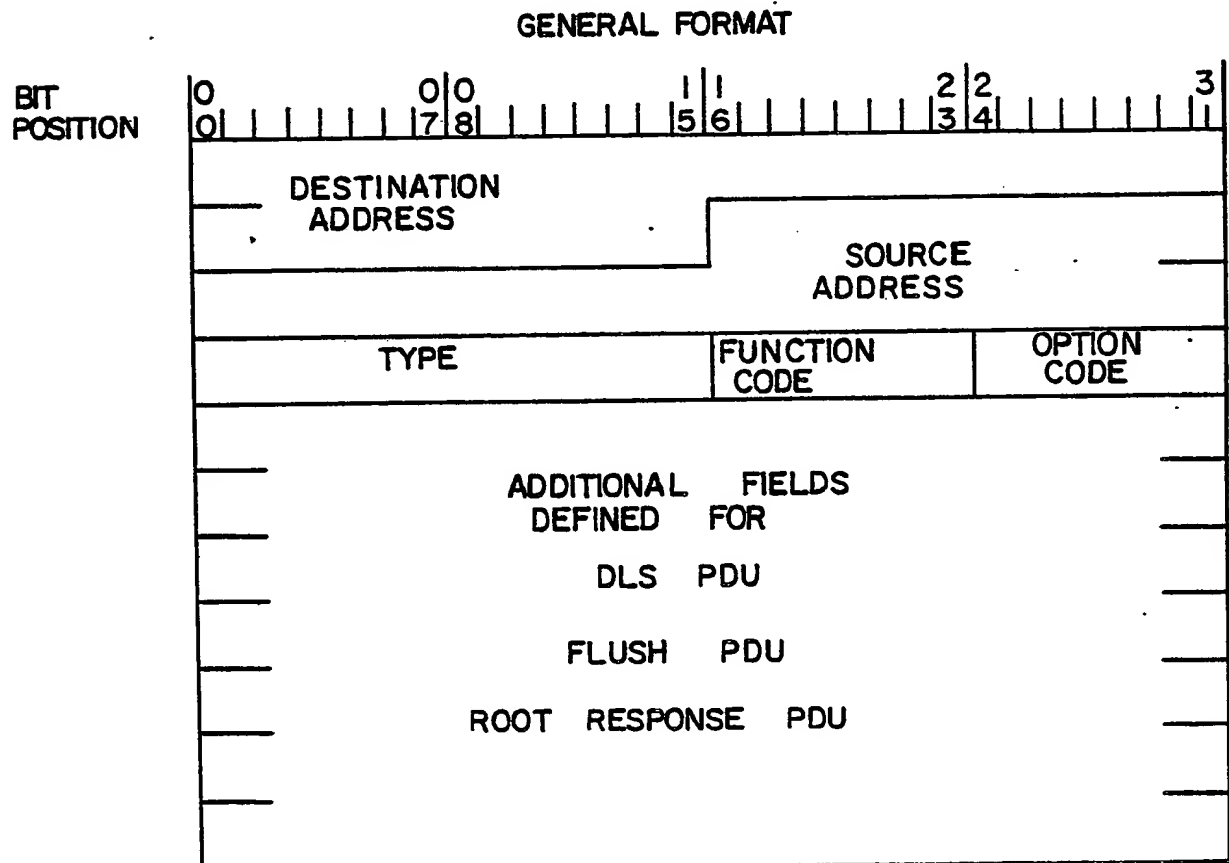 GENERAL FORMAT
BIT POSITION
0 0 0 1 1 2 2 3
0 7 8 5 6 3 4 1
DESTINATION
ADDRESS
SOURCE
ADDRESS
TYPE
FUNCTION
CODE
OPTION
CODE
ADDITIONAL FIELDS
DEFINED FOR
DLS PDU
FLUSH PDU
ROOT RESPONSE PDU